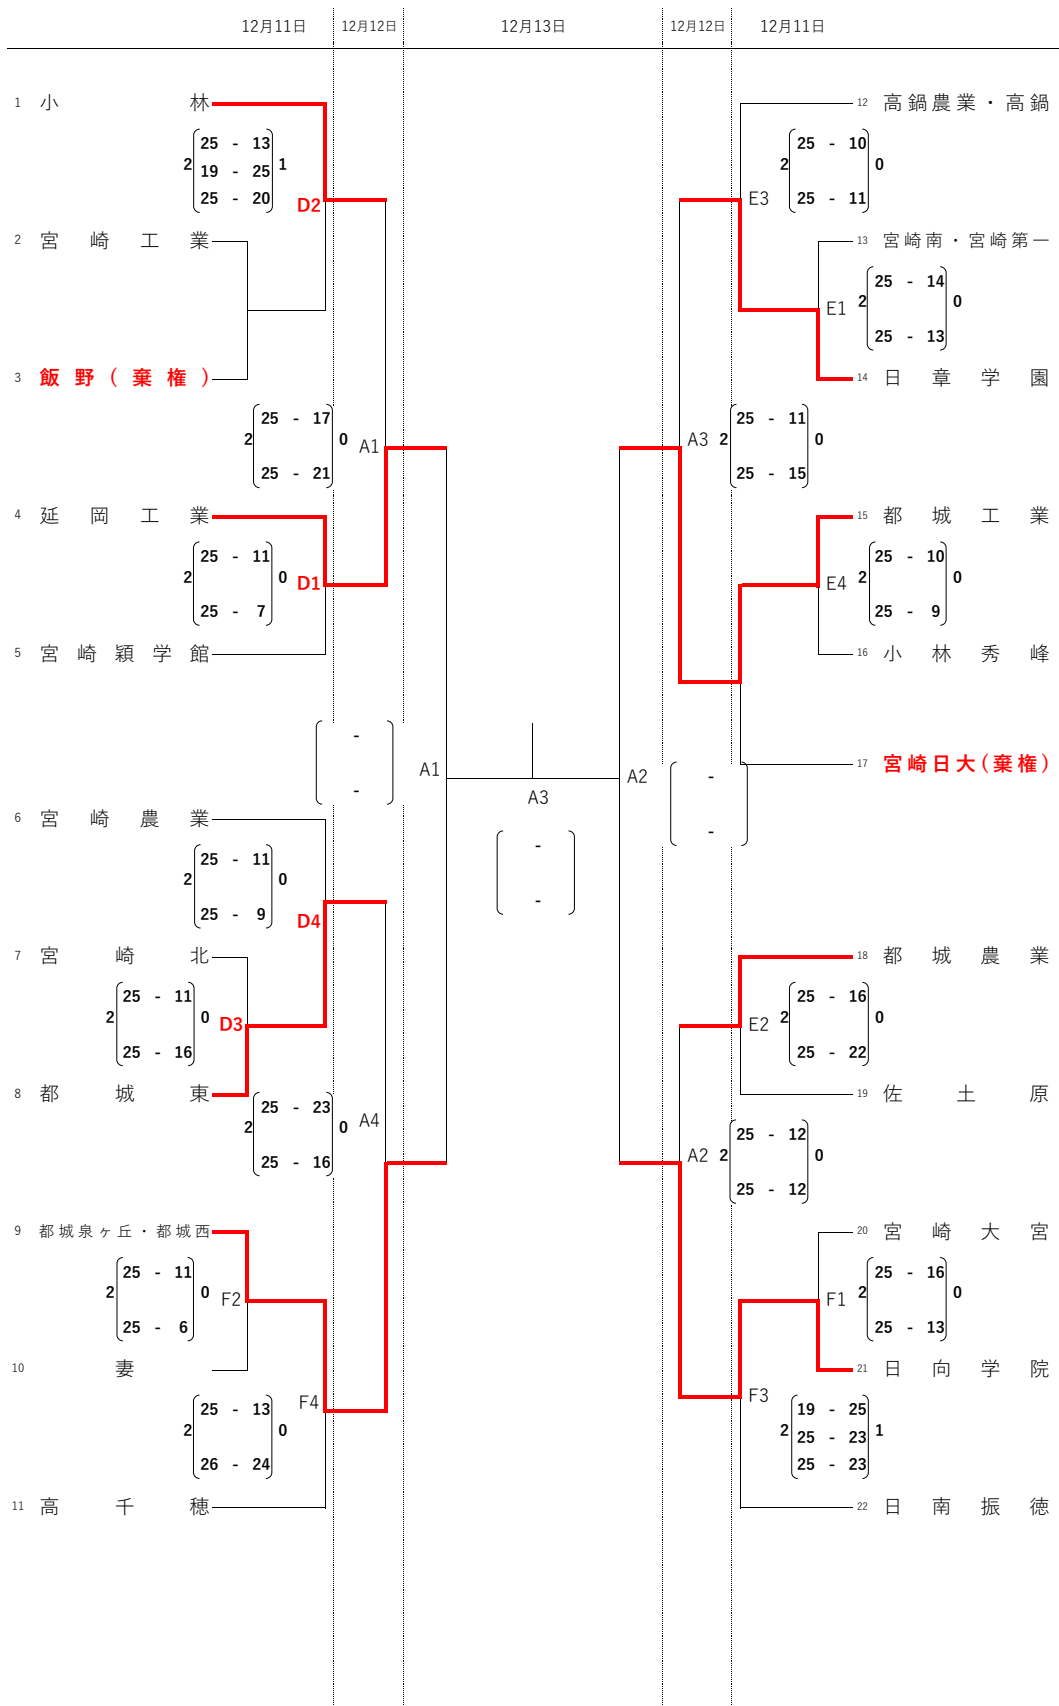 12月11日 12月12日 12月13日 12月12日 12月11日
1 小林
12 高鍋農業・高鍋
2 25 - 13 1
19 - 25
25 - 20
D2
2 25 - 10 0
25 - 11
E3
2 宮崎工業
13 宮崎南・宮崎第一
E1 2 25 - 14 0
25 - 13
3 飯野(棄権)
14 日章学園
2 25 - 17 0
25 - 21
A1
A3 2 25 - 11 0
25 - 15
4 延岡工業
15 都城工業
2 25 - 11 0
25 - 7
D1
E4 2 25 - 10 0
25 - 9
5 宮崎穎学館
16 小林秀峰
-
-
A1
A3
A2
-
-
17 宮崎日大(棄権)
-
-
6 宮崎農業
2 25 - 11 0
25 - 9
D4
7 宮崎北
18 都城農業
2 25 - 11 0
25 - 16
D3
E2 2 25 - 16 0
25 - 22
8 都城東
19 佐土原
2 25 - 23 0
25 - 16
A4
A2 2 25 - 12 0
25 - 12
9 都城泉ヶ丘・都城西
20 宮崎大宮
2 25 - 11 0
25 - 6
F2
F1 2 25 - 16 0
25 - 13
10 妻
21 日向学院
2 25 - 13 0
26 - 24
F4
F3
2 19 - 25 1
25 - 23
25 - 23
11 高千穂
22 日南振徳